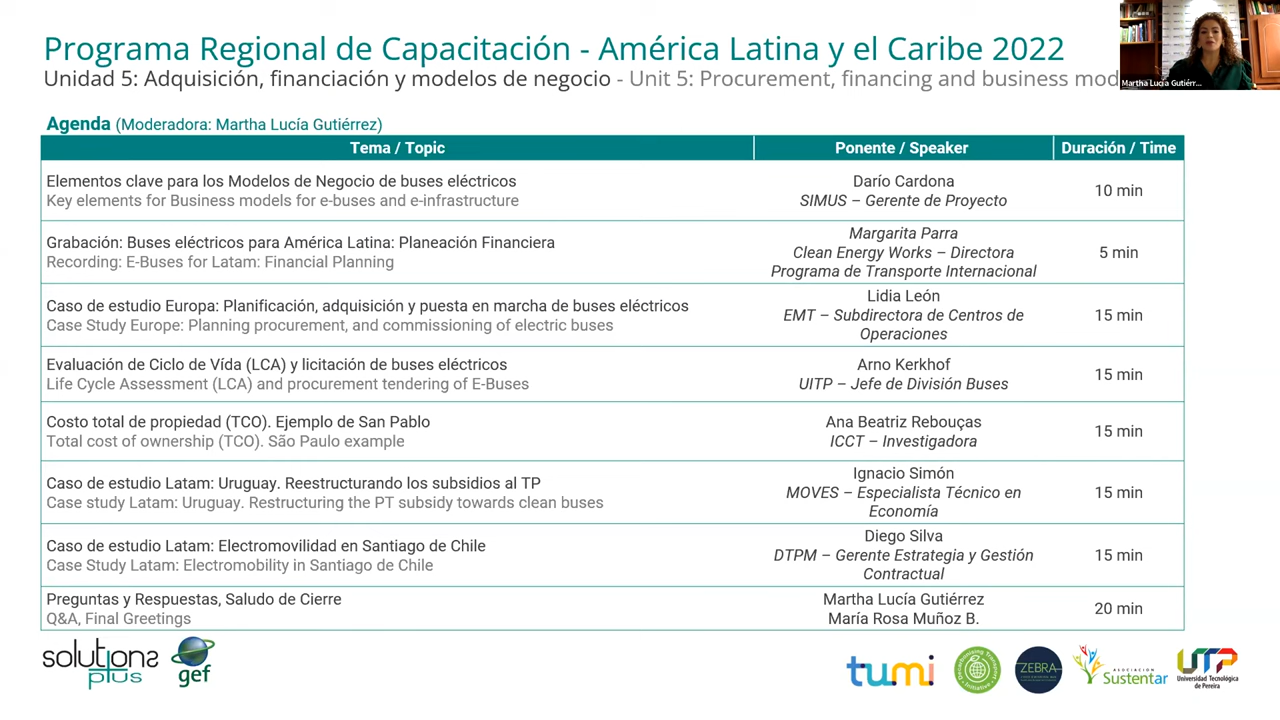 Programa Regional de Capacitación - América Latina y el Caribe 2022
Unidad 5: Adquisición, financiación y modelos de negocio - Unit 5: Procurement, financing and business mod
Martha Lucía Gutiérr...
Agenda (Moderadora: Martha Lucía Gutiérrez)
Tema / Topic
Ponente / Speaker
Duración / Time
Elementos clave para los Modelos de Negocio de buses eléctricos
Key elements for Business models for e-buses and e-infrastructure
Darío Cardona
SIMUS – Gerente de Proyecto
10 min
Grabación: Buses eléctricos para América Latina: Planeación Financiera
Recording: E-Buses for Latam: Financial Planning
Margarita Parra
Clean Energy Works – Directora
Programa de Transporte Internacional
5 min
Caso de estudio Europa: Planificación, adquisición y puesta en marcha de buses eléctricos
Case Study Europe: Planning procurement, and commissioning of electric buses
Lidia León
EMT – Subdirectora de Centros de
Operaciones
15 min
Evaluación de Ciclo de Vída (LCA) y licitación de buses eléctricos
Life Cycle Assessment (LCA) and procurement tendering of E-Buses
Arno Kerkhof
UITP – Jefe de División Buses
15 min
Costo total de propiedad (TCO). Ejemplo de San Pablo
Total cost of ownership (TCO). São Paulo example
Ana Beatriz Rebouças
ICCT – Investigadora
15 min
Caso de estudio Latam: Uruguay. Reestructurando los subsidios al TP
Case study Latam: Uruguay. Restructuring the PT subsidy towards clean buses
Ignacio Simón
MOVES – Especialista Técnico en
Economía
15 min
Caso de estudio Latam: Electromovilidad en Santiago de Chile
Case Study Latam: Electromobility in Santiago de Chile
Diego Silva
DTPM – Gerente Estrategia y Gestión
Contractual
15 min
Preguntas y Respuestas, Saludo de Cierre
Q&A, Final Greetings
Martha Lucía Gutiérrez
María Rosa Muñoz B.
20 min
solutions
plus
gef
tumi
Decarbonising Transport
Initiative
ZEBRA
ASOCIACIÓN
Sustentar
UTP
Universidad Tecnológica
de Pereira